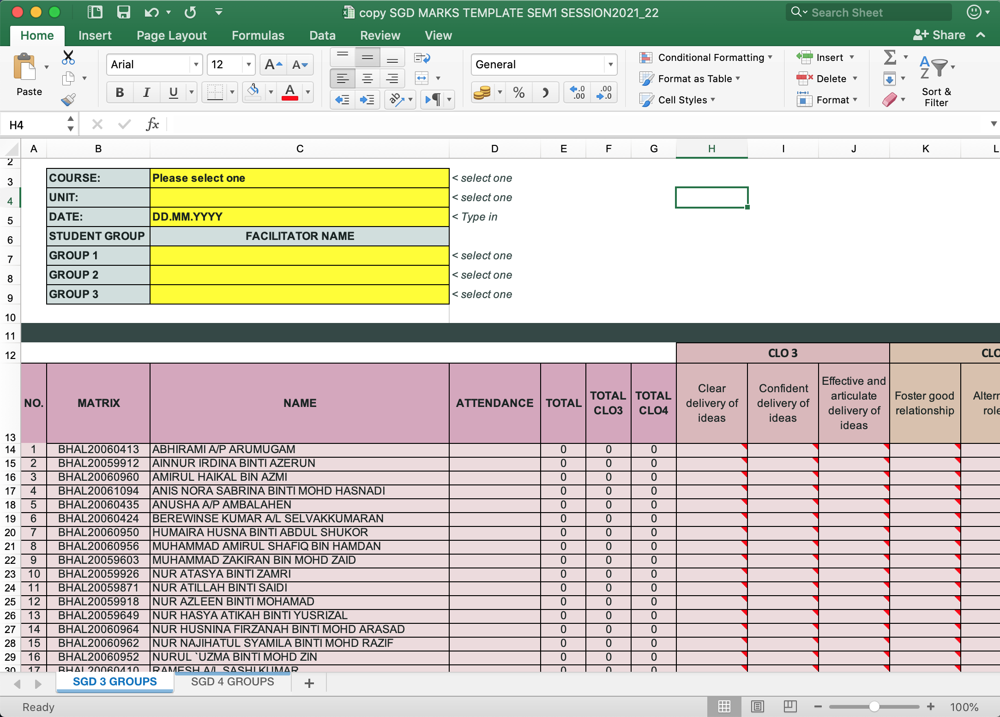 copy SGD MARKS TEMPLATE SEM1 SESSION2021_22
Search Sheet
Home Insert Page Layout Formulas Data Review View Share
Paste
Arial 12
B I U A
General
%
Conditional Formatting
Format as Table
Cell Styles
Insert
Delete
Format
Sort & Filter
H4 fx
A B C D E F G H I J K L
2
3 COURSE: Please select one < select one
4 UNIT: < select one
5 DATE: DD.MM.YYYY < Type in
6 STUDENT GROUP FACILITATOR NAME
7 GROUP 1 < select one
8 GROUP 2 < select one
9 GROUP 3 < select one
10
11
12 CLO 3 CLO
13 NO. MATRIX NAME ATTENDANCE TOTAL TOTAL CLO3 TOTAL CLO4 Clear delivery of ideas Confident delivery of ideas Effective and articulate delivery of ideas Foster good relationship
14 1 BHAL20060413 ABHIRAMI A/P ARUMUGAM 0 0 0
15 2 BHAL20059912 AINNUR IRDINA BINTI AZERUN 0 0 0
16 3 BHAL20060960 AMIRUL HAIKAL BIN AZMI 0 0 0
17 4 BHAL20061094 ANIS NORA SABRINA BINTI MOHD HASNADI 0 0 0
18 5 BHAL20060435 ANUSHA A/P AMBALAHEN 0 0 0
19 6 BHAL20060424 BEREWINSE KUMAR A/L SELVAKKUMARAN 0 0 0
20 7 BHAL20060950 HUMAIRA HUSNA BINTI ABDUL SHUKOR 0 0 0
21 8 BHAL20060956 MUHAMMAD AMIRUL SHAFIQ BIN HAMDAN 0 0 0
22 9 BHAL20059603 MUHAMMAD ZAKIRAN BIN MOHD ZAID 0 0 0
23 10 BHAL20059926 NUR ATASYA BINTI ZAMRI 0 0 0
24 11 BHAL20059871 NUR ATILLAH BINTI SAIDI 0 0 0
25 12 BHAL20059918 NUR AZLEEN BINTI MOHAMAD 0 0 0
26 13 BHAL20059649 NUR HASYA ATIKAH BINTI YUSRIZAL 0 0 0
27 14 BHAL20060964 NUR HUSNINA FIRZANAH BINTI MOHD ARASAD 0 0 0
28 15 BHAL20060962 NUR NAJIHATUL SYAMILA BINTI MOHD RAZIF 0 0 0
29 16 BHAL20060952 NURUL `UZMA BINTI MOHD ZIN 0 0 0
30 17 BHAL20060410 RAMESH A/L SASHI KUMAR 0 0 0
SGD 3 GROUPS SGD 4 GROUPS +
Ready 100%